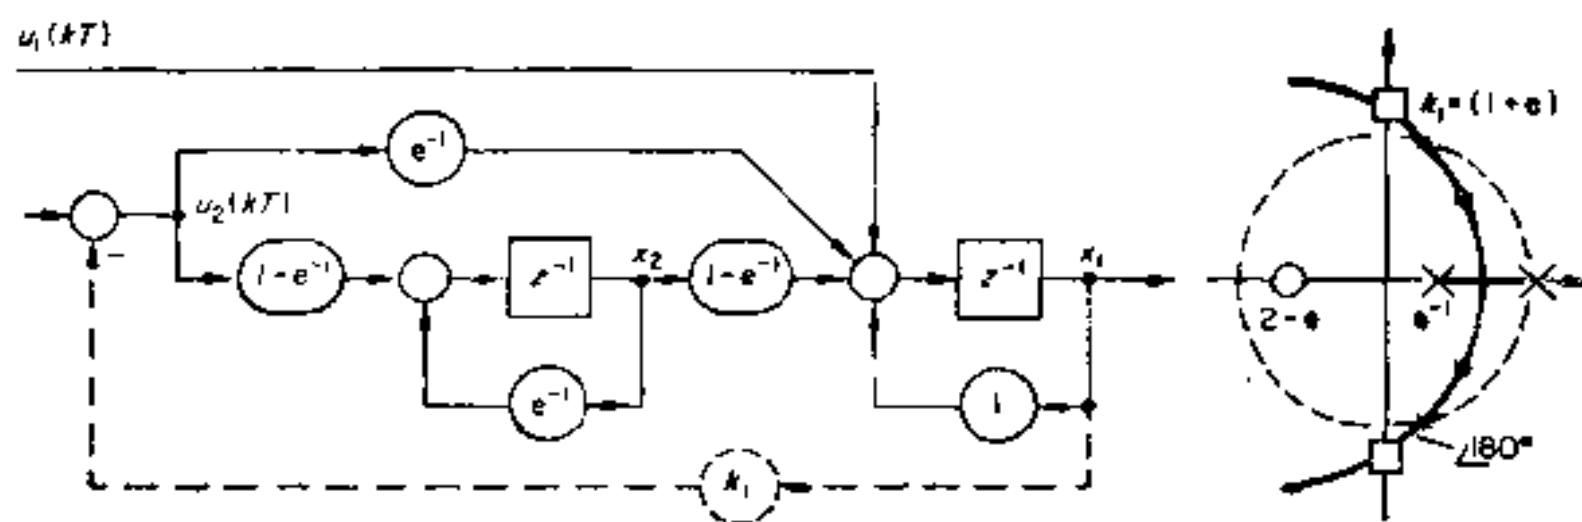 u₁(kT)
k₁=(1+e)
e⁻¹
u₂(kT)
1-e⁻¹
z⁻¹
x₂
1-e⁻¹
z⁻¹
x₁
2-e
e⁻¹
e⁻¹
1
∠180°
k₁